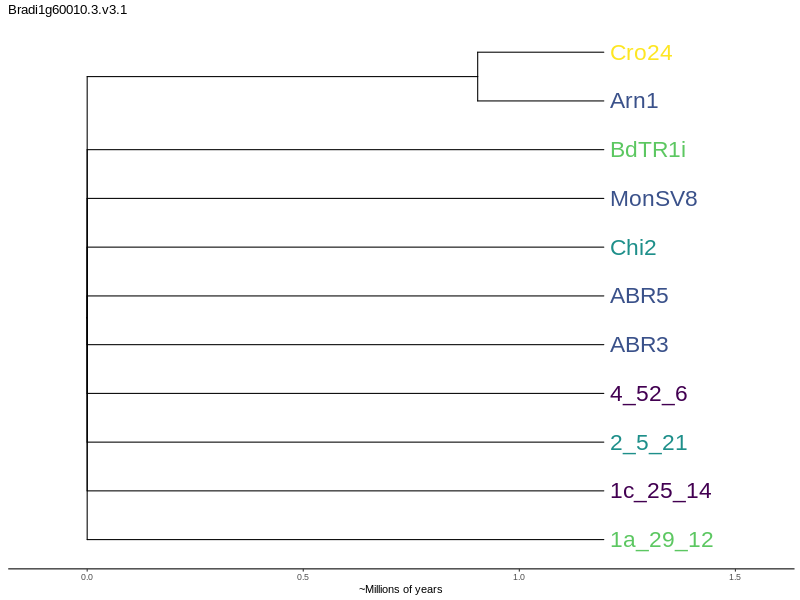 Bradi1g60010.3.v3.1
Cro24
Arn1
BdTR1i
MonSV8
Chi2
ABR5
ABR3
4_52_6
2_5_21
1c_25_14
1a_29_12
0.0 0.5 1.0 1.5
~Millions of years